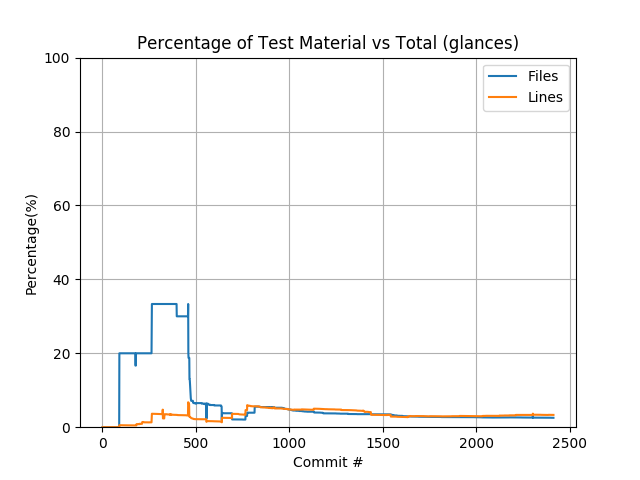 Percentage of Test Material vs Total (glances)
Files
Lines
100
80
60
40
20
0
Percentage(%)
0
500
1000
1500
2000
2500
Commit #